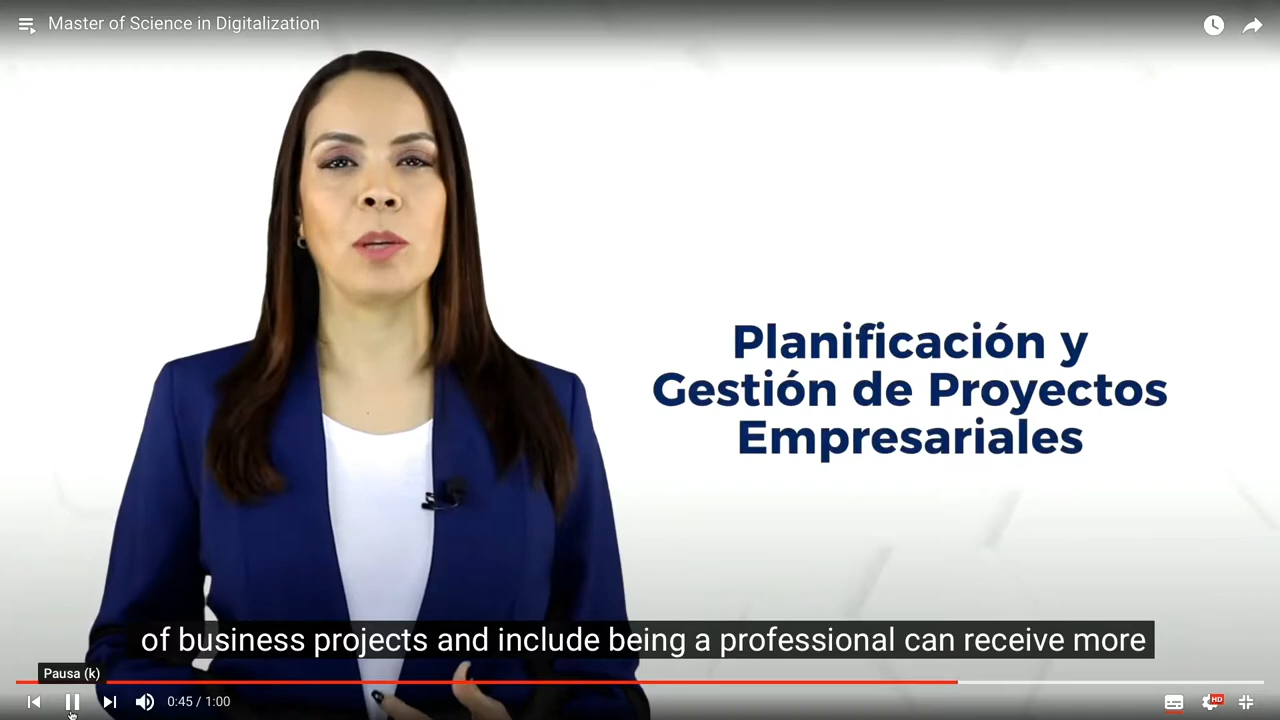 Master of Science in Digitalization
Planificación y
Gestión de Proyectos
Empresariales
of business projects and include being a professional can receive more
Pausa (k)
0:45 / 1:00
HD